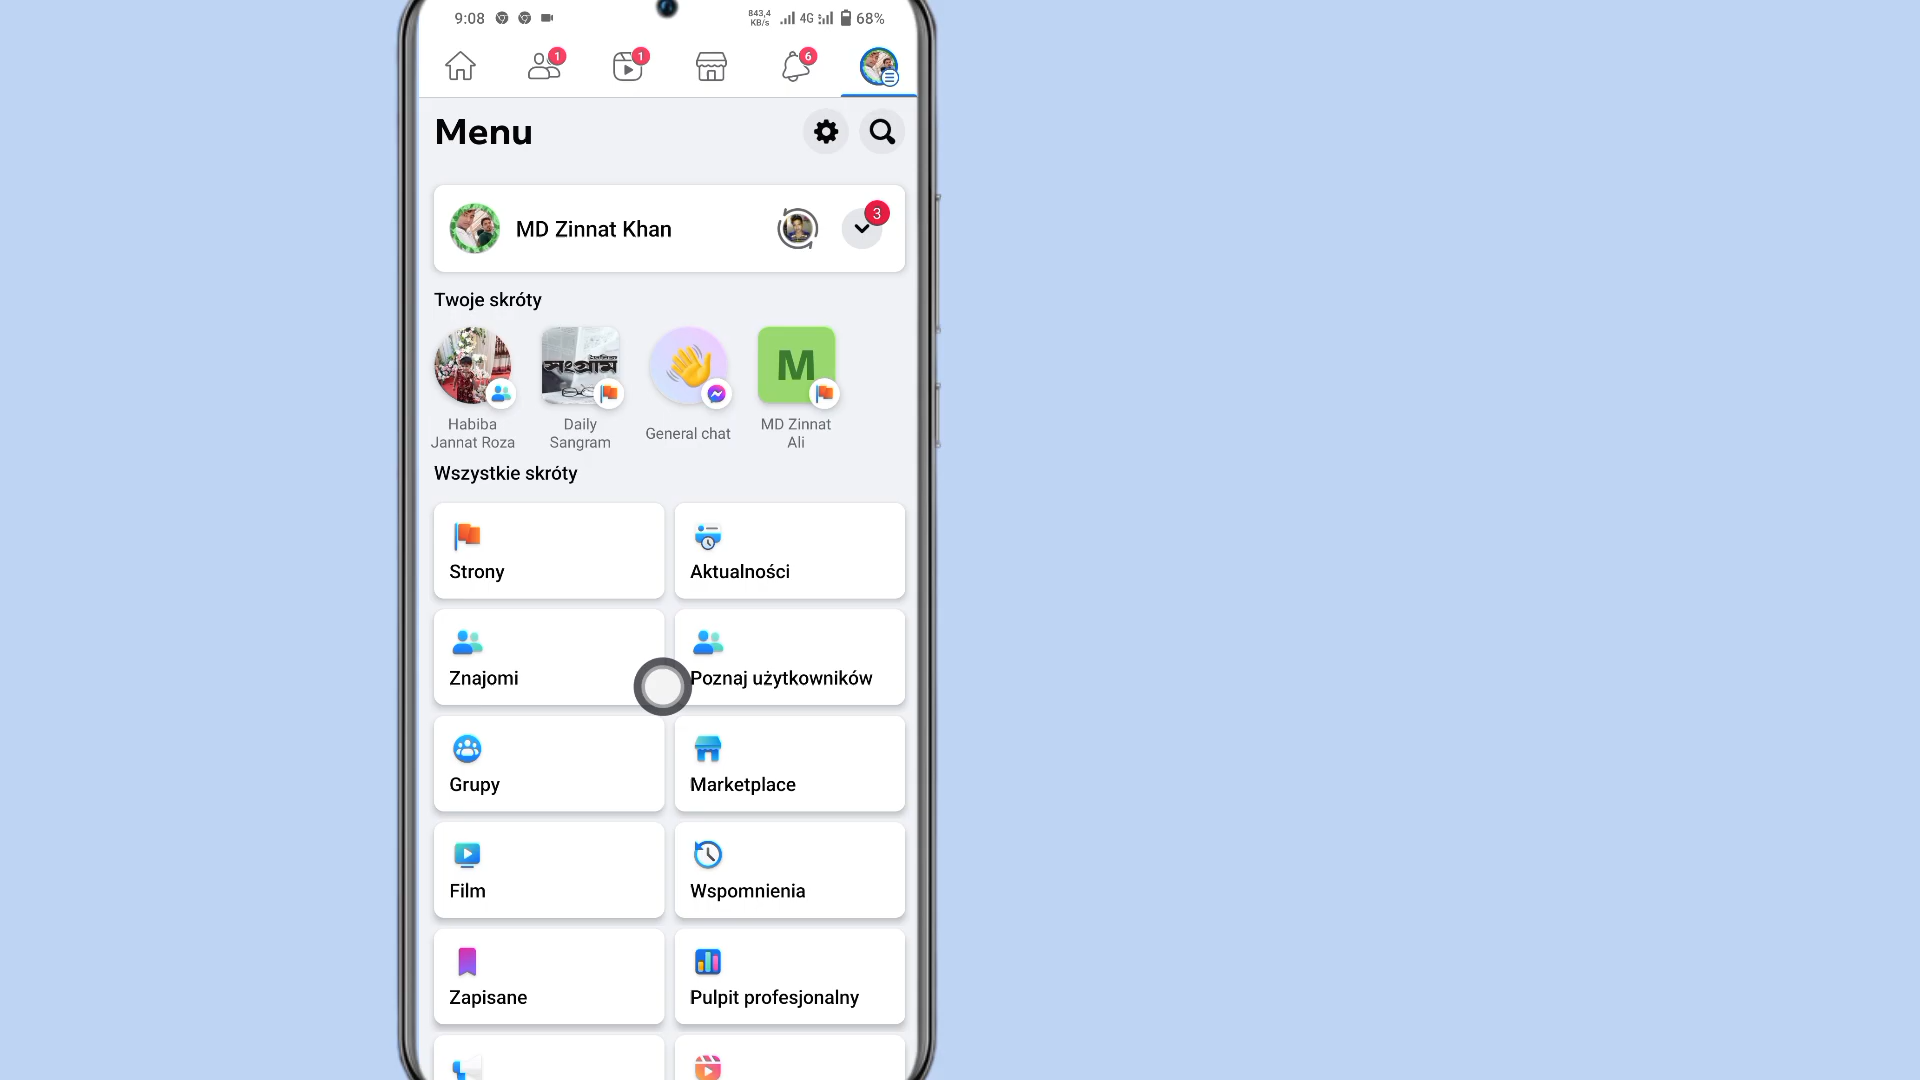 9:08
843,4
KB/s
4G
68%
1
1
6
Menu
MD Zinnat Khan
3
Twoje skróty
সংগ্রাম
M
Habiba
Jannat Roza
Daily
Sangram
General chat
MD Zinnat
Ali
Wszystkie skróty
Strony
Aktualności
Znajomi
Poznaj użytkowników
Grupy
Marketplace
Film
Wspomnienia
Zapisane
Pulpit profesjonalny